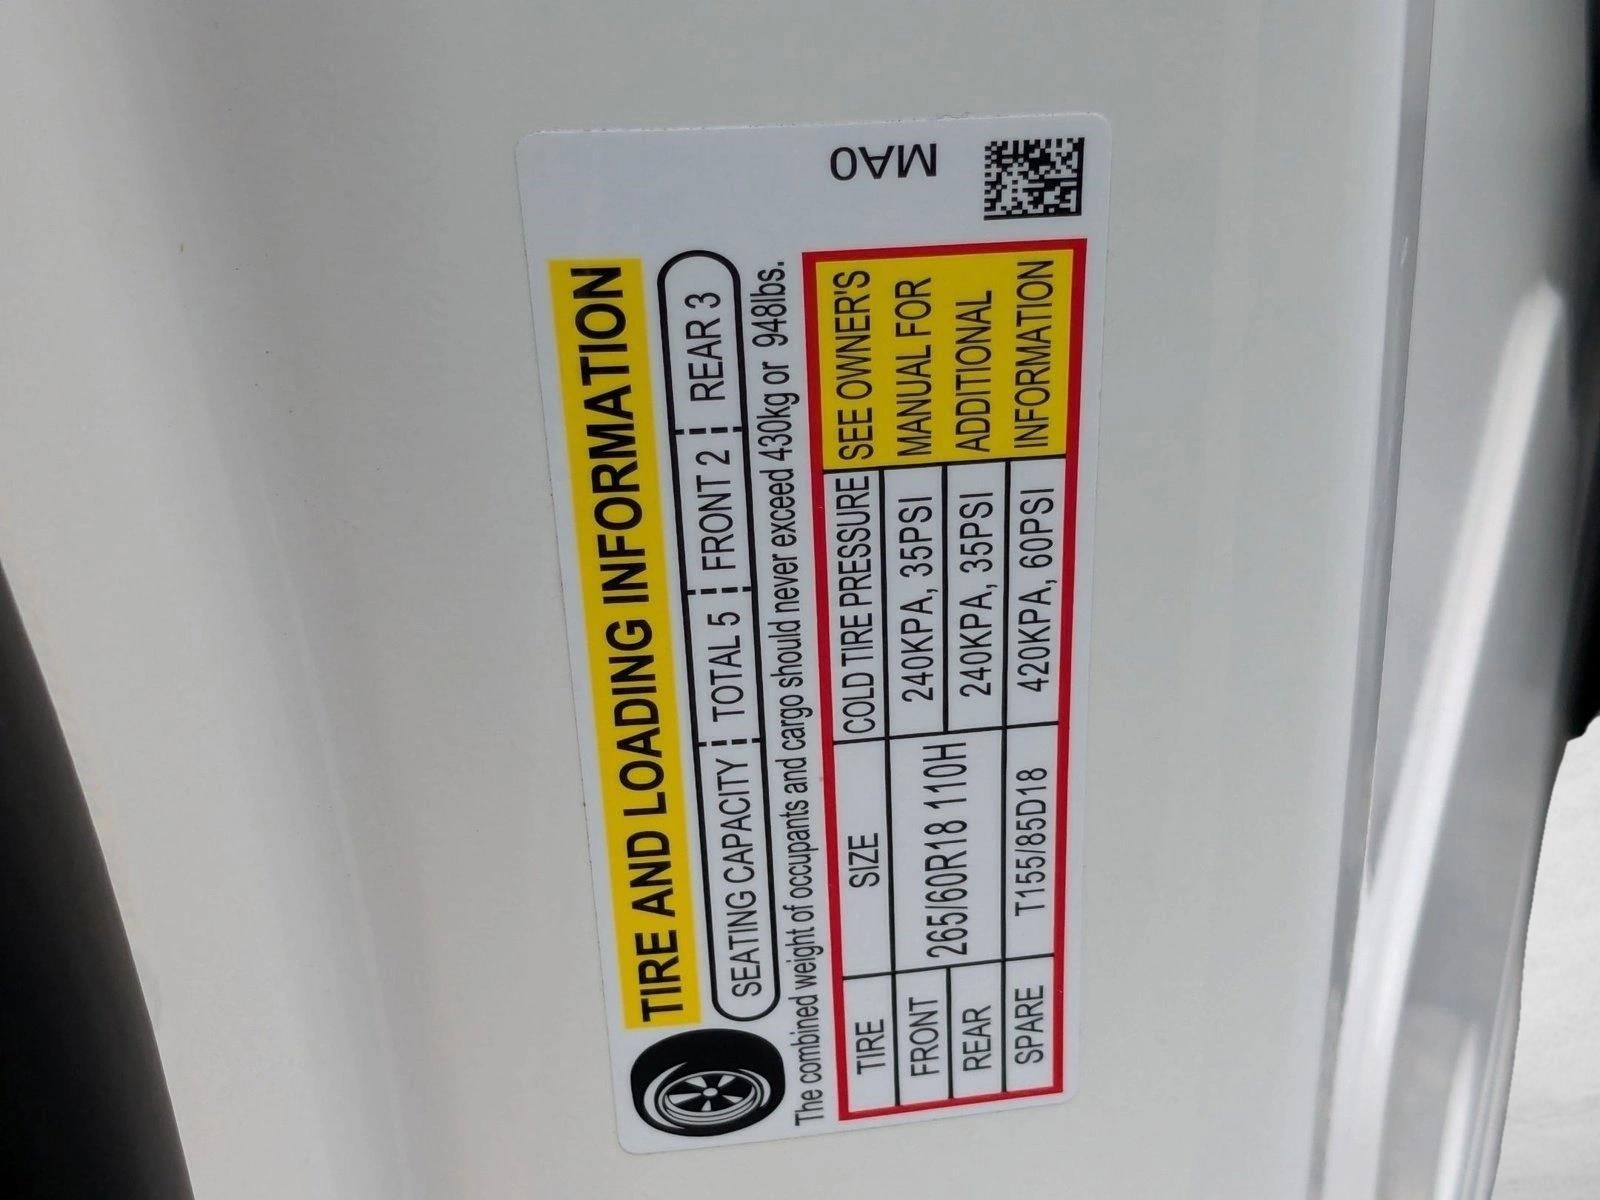 TIRE AND LOADING INFORMATION
SEATING CAPACITY TOTAL 5 FRONT 2 REAR 3
The combined weight of occupants and cargo should never exceed 430kg or 948lbs.
TIRE SIZE COLD TIRE PRESSURE SEE OWNER'S
FRONT 265/60R18 110H 240KPA, 35PSI MANUAL FOR
REAR 240KPA, 35PSI ADDITIONAL
SPARE T155/85D18 420KPA, 60PSI INFORMATION
MA0